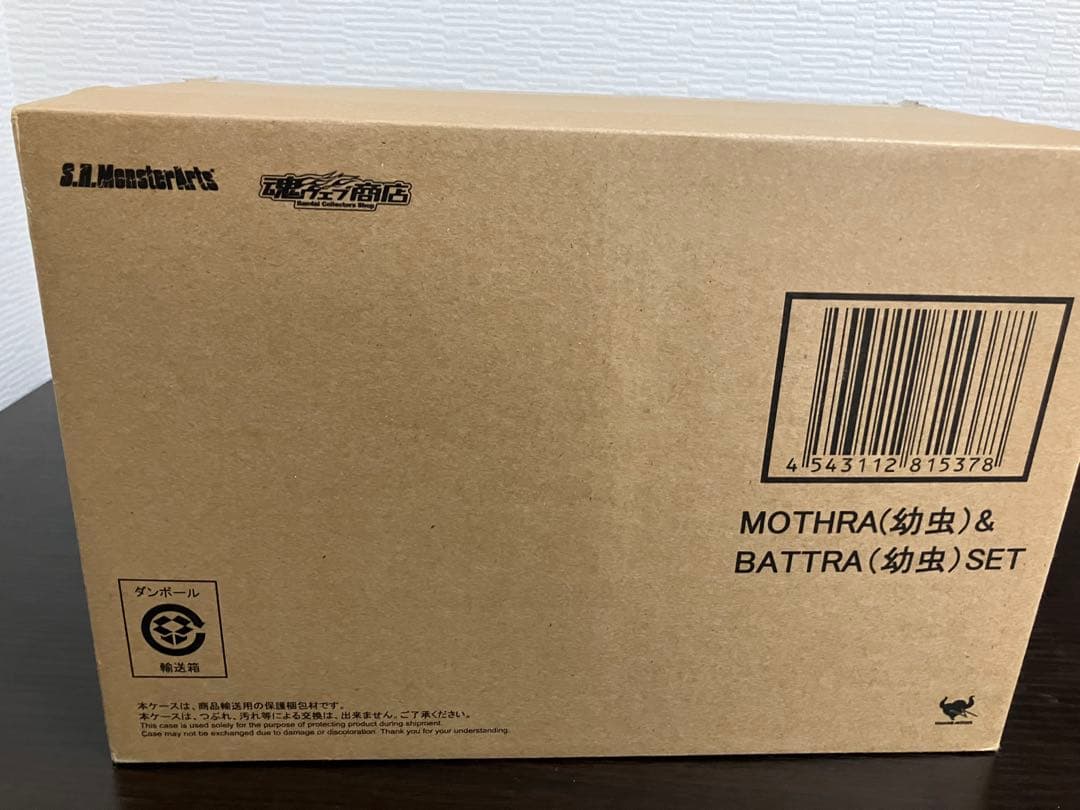 S.H.MonsterArts
魂ウェブ商店
Bandai Collectors Shop
4 543112 815378
MOTHRA(幼虫)&
BATTRA(幼虫)SET
ダンボール
輸送箱
本ケースは、商品輸送用の保護梱包材です。
本ケースは、つぶれ、汚れ等による交換は、出来ません。ご了承ください。
This case is used solely for the purpose of protecting product during shipment.
Case may not be exchanged due to damage or discoloration. Thank you for your understanding.